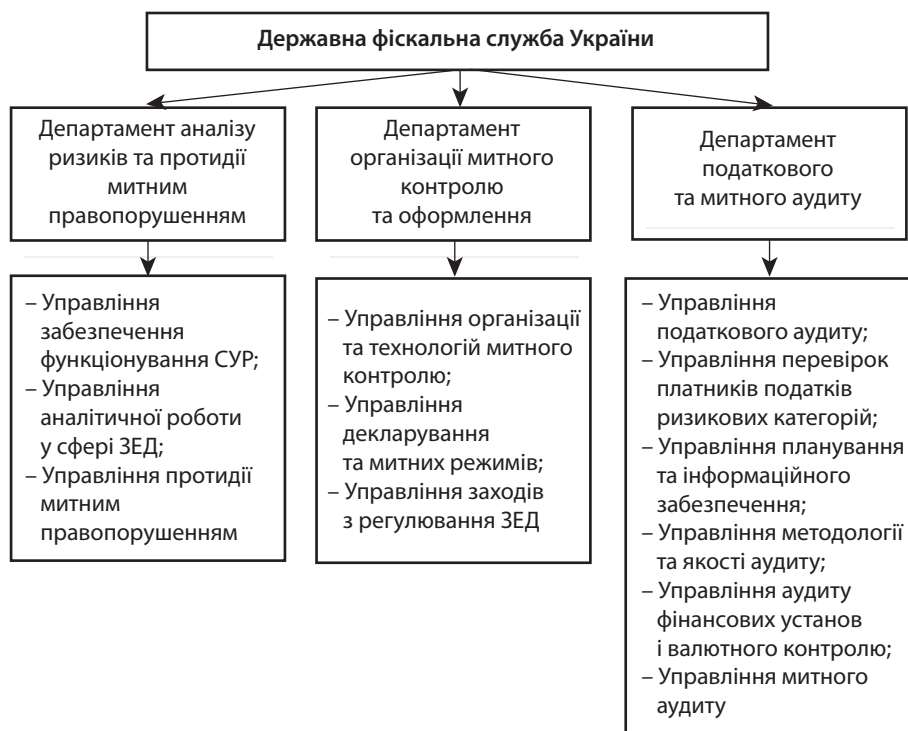 Державна фіскальна служба України
Департамент аналізу
ризиків та протидії
митним
правопорушенням
Департамент
організації митного
контролю
та оформлення
Департамент
податкового
та митного аудиту
– Управління
забезпечення
функціонування СУР;
– Управління
аналітичної роботи
у сфері ЗЕД;
– Управління протидії
митним
правопорушенням
– Управління організації
та технологій митного
контролю;
– Управління
декларування
та митних режимів;
– Управління заходів
з регулювання ЗЕД
– Управління
податкового аудиту;
– Управління перевірок
платників податків
ризикових категорій;
– Управління планування
та інформаційного
забезпечення;
– Управління методології
та якості аудиту;
– Управління аудиту
фінансових установ
і валютного контролю;
– Управління митного
аудиту